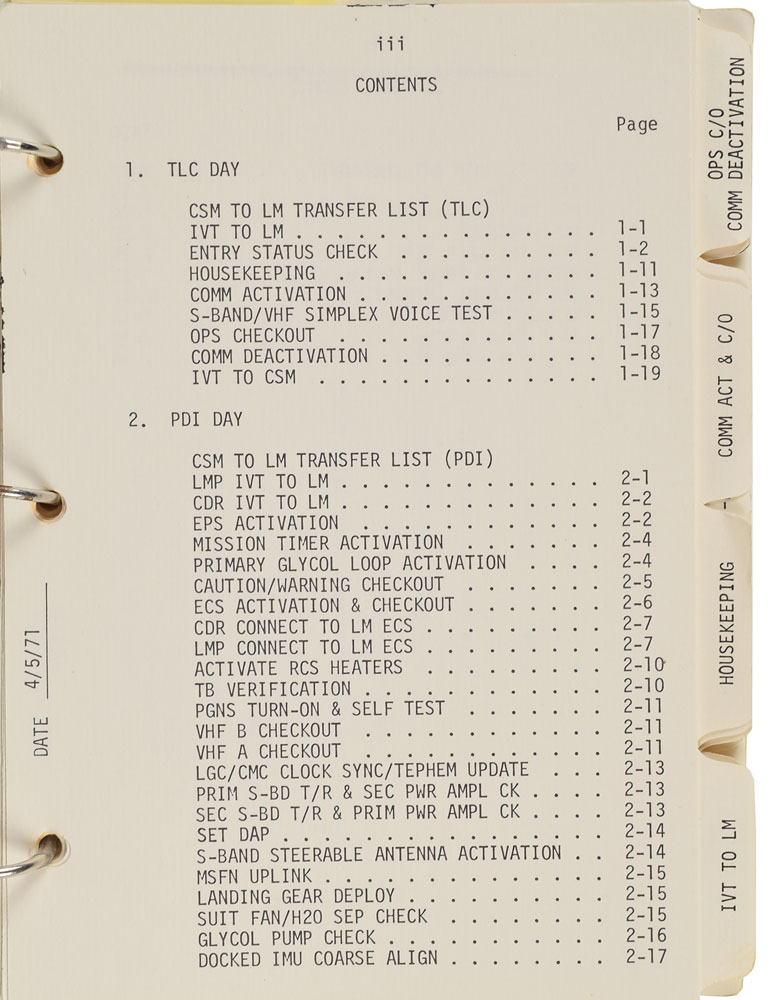 iii
CONTENTS
Page
1. TLC DAY
CSM TO LM TRANSFER LIST (TLC)
IVT TO LM . . . . . . . . . . . . . . . 1-1
ENTRY STATUS CHECK . . . . . . . . . . 1-2
HOUSEKEEPING . . . . . . . . . . . . . 1-11
COMM ACTIVATION . . . . . . . . . . . . 1-13
S-BAND/VHF SIMPLEX VOICE TEST . . . . . 1-15
OPS CHECKOUT . . . . . . . . . . . . . 1-17
COMM DEACTIVATION . . . . . . . . . . . 1-18
IVT TO CSM . . . . . . . . . . . . . . 1-19
2. PDI DAY
CSM TO LM TRANSFER LIST (PDI)
LMP IVT TO LM . . . . . . . . . . . . . 2-1
CDR IVT TO LM . . . . . . . . . . . . . 2-2
EPS ACTIVATION . . . . . . . . . . . . 2-2
MISSION TIMER ACTIVATION . . . . . . . 2-4
PRIMARY GLYCOL LOOP ACTIVATION . . . . 2-4
CAUTION/WARNING CHECKOUT . . . . . . . 2-5
ECS ACTIVATION & CHECKOUT . . . . . . . 2-6
CDR CONNECT TO LM ECS . . . . . . . . . 2-7
LMP CONNECT TO LM ECS . . . . . . . . . 2-7
ACTIVATE RCS HEATERS . . . . . . . . . 2-10
TB VERIFICATION . . . . . . . . . . . . 2-10
PGNS TURN-ON & SELF TEST . . . . . . . 2-11
VHF B CHECKOUT . . . . . . . . . . . . 2-11
VHF A CHECKOUT . . . . . . . . . . . . 2-11
LGC/CMC CLOCK SYNC/TEPHEM UPDATE . . . 2-13
PRIM S-BD T/R & SEC PWR AMPL CK . . . . 2-13
SEC S-BD T/R & PRIM PWR AMPL CK . . . . 2-13
SET DAP . . . . . . . . . . . . . . . . 2-14
S-BAND STEERABLE ANTENNA ACTIVATION . . 2-14
MSFN UPLINK . . . . . . . . . . . . . . 2-15
LANDING GEAR DEPLOY . . . . . . . . . . 2-15
SUIT FAN/H2O SEP CHECK . . . . . . . . 2-15
GLYCOL PUMP CHECK . . . . . . . . . . . 2-16
DOCKED IMU COARSE ALIGN . . . . . . . . 2-17
DATE 4/5/71
OPS C/O
COMM DEACTIVATION
COMM ACT & C/O
HOUSEKEEPING
IVT TO LM